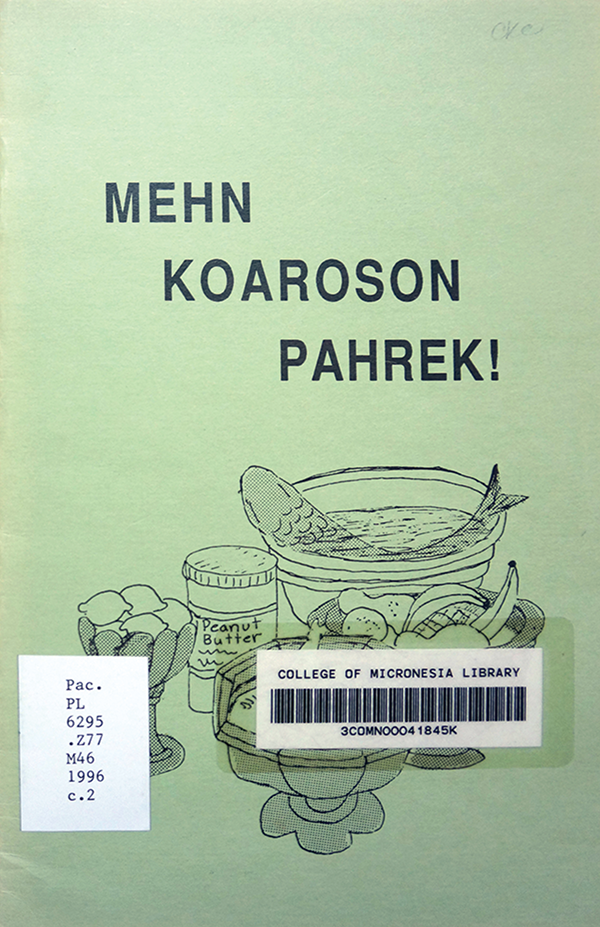 MEHN
KOAROSON
PAHREK!
Peanut
Butter
COLLEGE OF MICRONESIA LIBRARY
3COMN00041845K
Pac.
PL
6295
.Z77
M46
1996
c.2